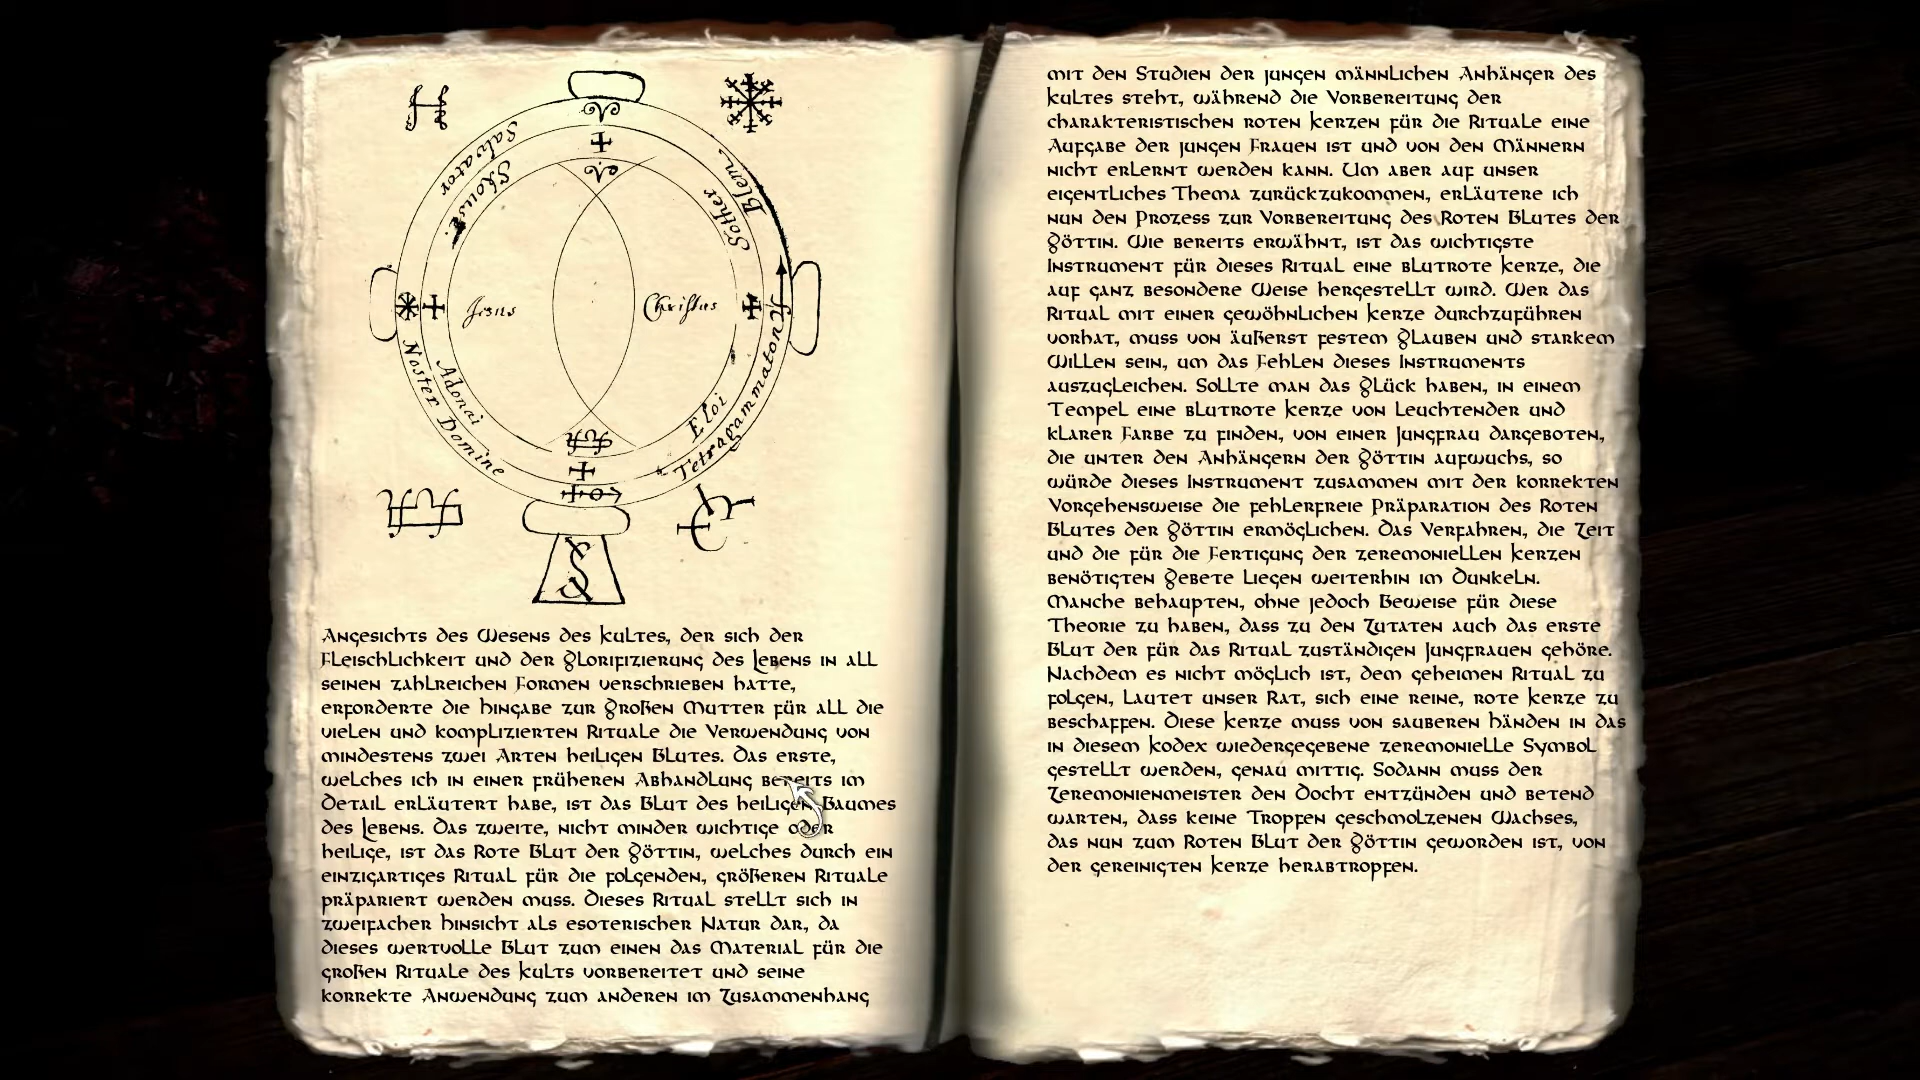 Salvator
Skoust.
Blem
Sother
Jesus
Christus
Noster Domine
Adonai
Eloi
Tetragammaton
Angesichts des Wesens des Kultes, der sich der
Fleischlichkeit und der Glorifizierung des Lebens in all
seinen zahlreichen Formen verschrieben hatte,
erforderte die Hingabe zur Großen Mutter für all die
vielen und komplizierten Rituale die Verwendung von
mindestens zwei Arten heiligen Blutes. Das erste,
welches ich in einer früheren Abhandlung bereits im
Detail erläutert habe, ist das Blut des heiligen Baumes
des Lebens. Das zweite, nicht minder wichtige oder
heilige, ist das Rote Blut der Göttin, welches durch ein
einzigartiges Ritual für die folgenden, größeren Rituale
präpariert werden muss. Dieses Ritual stellt sich in
zweifacher Hinsicht als esoterischer Natur dar, da
dieses wertvolle Blut zum einen das Material für die
großen Rituale des Kults vorbereitet und seine
korrekte Anwendung zum anderen im Zusammenhang
mit den Studien der jungen männlichen Anhänger des
Kultes steht, während die Vorbereitung der
charakteristischen roten Kerzen für die Rituale eine
Aufgabe der jungen Frauen ist und von den Männern
nicht erlernt werden kann. Um aber auf unser
eigentliches Thema zurückzukommen, erläutere ich
nun den Prozess zur Vorbereitung des Roten Blutes der
Göttin. Wie bereits erwähnt, ist das wichtigste
Instrument für dieses Ritual eine blutrote Kerze, die
auf ganz besondere Weise hergestellt wird. Wer das
Ritual mit einer gewöhnlichen Kerze durchzuführen
vorhat, muss von äußerst festem Glauben und starkem
Willen sein, um das Fehlen dieses Instruments
auszugleichen. Sollte man das Glück haben, in einem
Tempel eine blutrote Kerze von leuchtender und
klarer Farbe zu finden, von einer Jungfrau dargeboten,
die unter den Anhängern der Göttin aufwuchs, so
würde dieses Instrument zusammen mit der korrekten
Vorgehensweise die fehlerfreie Präparation des Roten
Blutes der Göttin ermöglichen. Das Verfahren, die Zeit
und die für die Fertigung der zeremoniellen Kerzen
benötigten Gebete liegen weiterhin im Dunkeln.
Manche behaupten, ohne jedoch Beweise für diese
Theorie zu haben, dass zu den Zutaten auch das erste
Blut der für das Ritual zuständigen Jungfrauen gehöre.
Nachdem es nicht möglich ist, dem geheimen Ritual zu
folgen, lautet unser Rat, sich eine reine, rote Kerze zu
beschaffen. Diese Kerze muss von sauberen Händen in das
in diesem Kodex wiedergegebene zeremonielle Symbol
gestellt werden, genau mittig. Sodann muss der
Zeremonienmeister den Docht entzünden und betend
warten, dass keine Tropfen geschmolzenen Wachses,
das nun zum Roten Blut der Göttin geworden ist, von
der gereinigten Kerze herabtropfen.